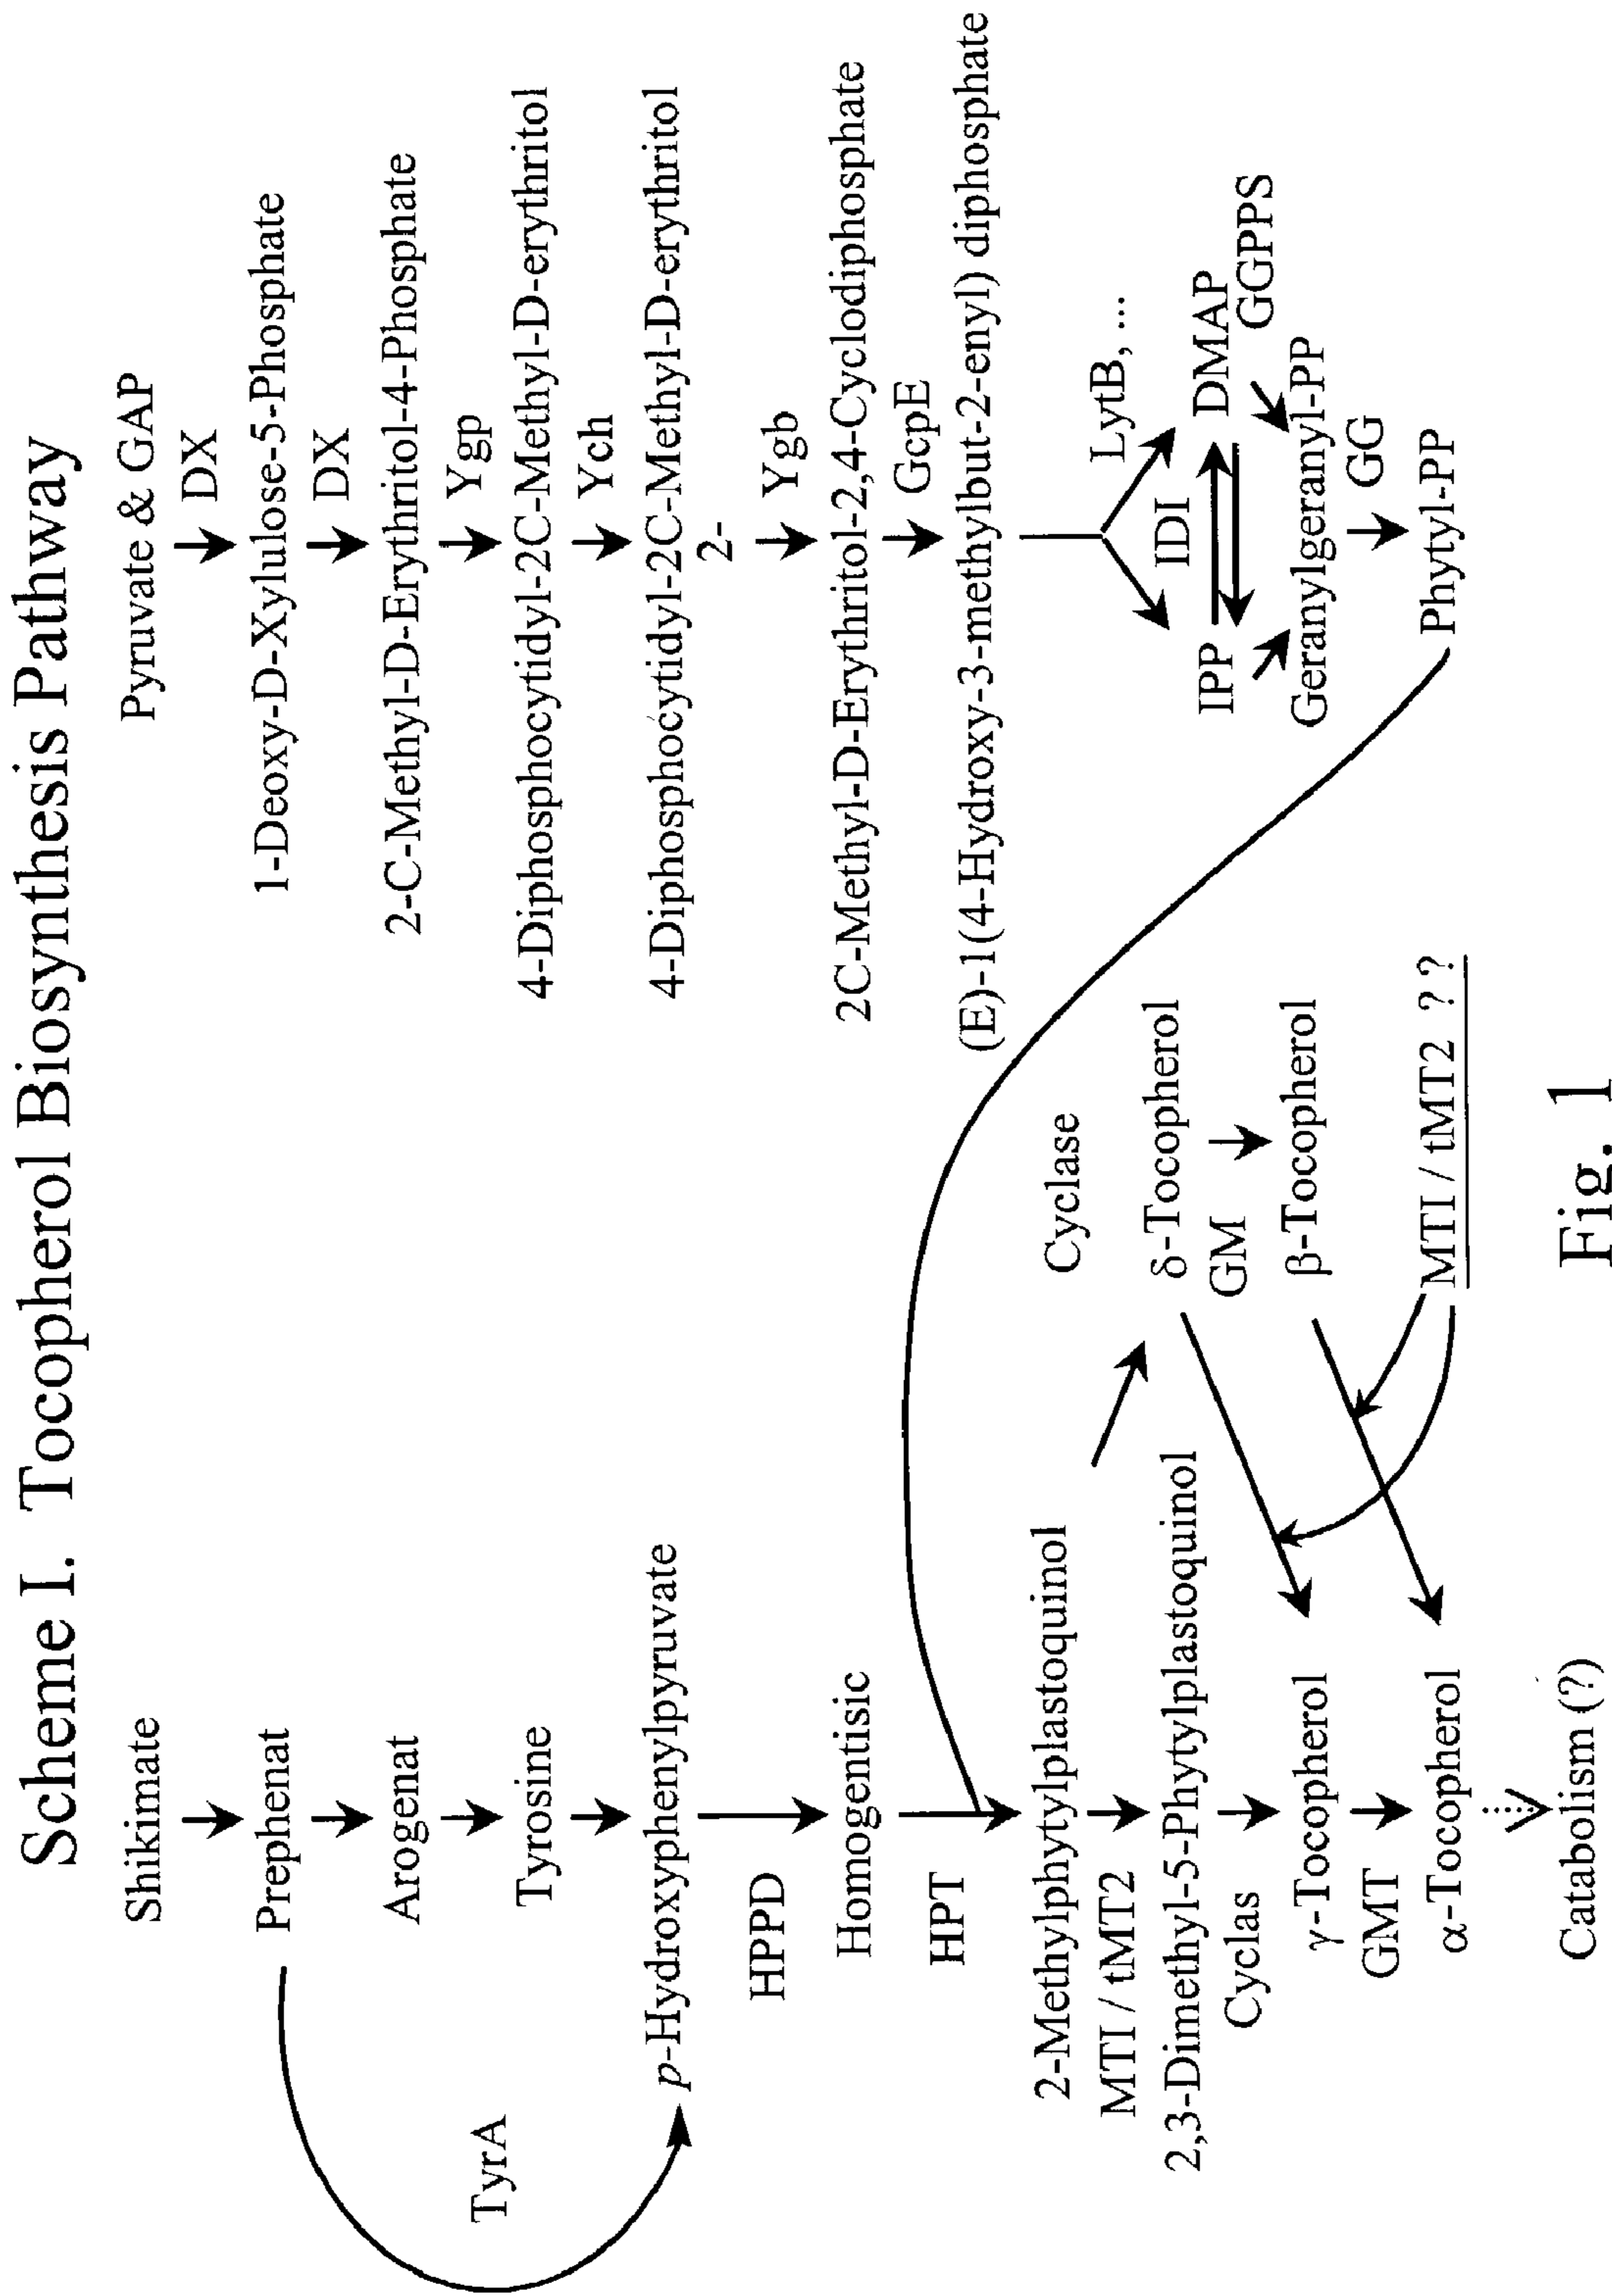 Scheme I. Tocopherol Biosynthesis Pathway
Shikimate
Prephenat
Arogenat
Tyrosine
TyrA
p-Hydroxyphenylpyruvate
HPPD
Homogentisic
HPT
2-Methylphytylplastoquinol
MTI / tMT2
2,3-Dimethyl-5-Phytylplastoquinol
Cyclas
γ-Tocopherol
GMT
α-Tocopherol
Catabolism (?)
Cyclase
δ-Tocopherol
GM
β-Tocopherol
MTI / tMT2 ??
Pyruvate & GAP
DX
1-Deoxy-D-Xylulose-5-Phosphate
DX
2-C-Methyl-D-Erythritol-4-Phosphate
Ygp
4-Diphosphocytidyl-2C-Methyl-D-erythritol
Ych
4-Diphosphocytidyl-2C-Methyl-D-erythritol
2-
Ygb
2C-Methyl-D-Erythritol-2,4-Cyclodiphosphate
GcpE
(E)-1(4-Hydroxy-3-methylbut-2-enyl) diphosphate
LytB, ...
IDI
IPP
DMAP
GGPPS
Geranylgeranyl-PP
GG
Phytyl-PP
Fig. 1